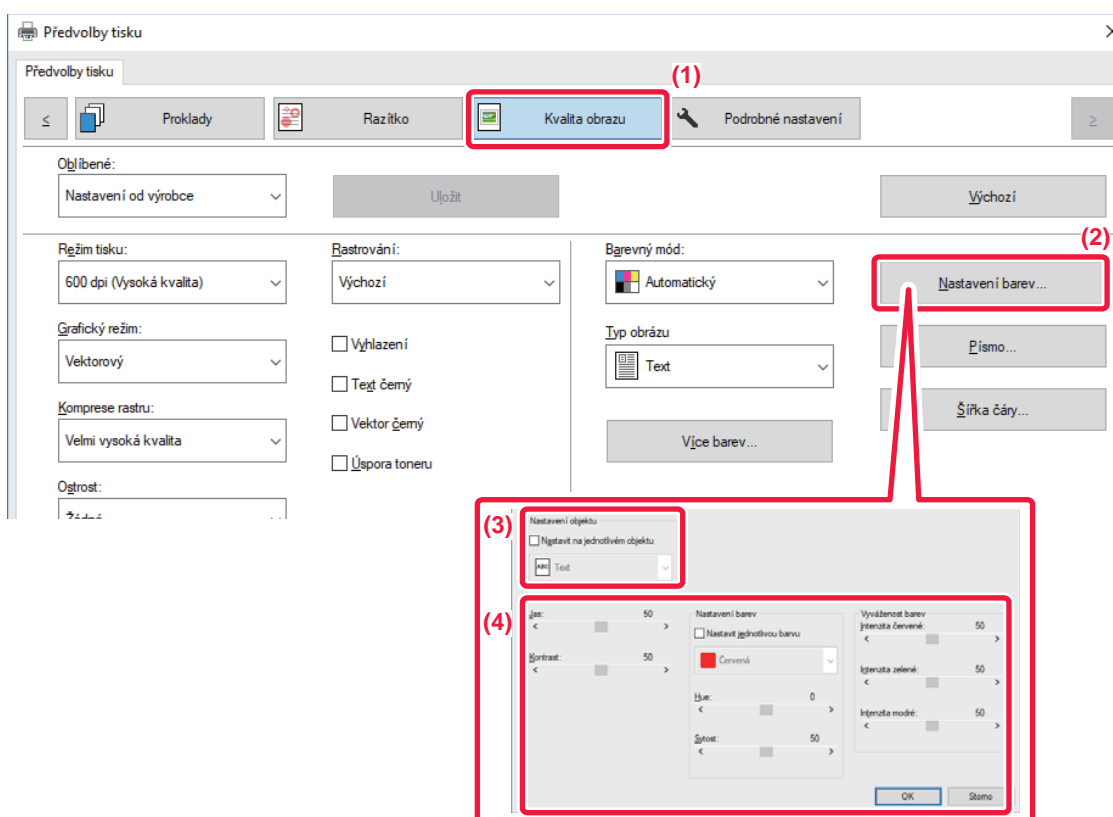 Předvolby tisku
Předvolby tisku
(1)
<
Proklady
Razítko
Kvalita obrazu
Podrobné nastavení
>
Oblíbené:
Nastavení od výrobce
Uložit
Výchozí
(2)
Režim tisku:
600 dpi (Vysoká kvalita)
Rastrování:
Výchozí
Barevný mód:
Automatický
Nastavení barev...
Grafický režim:
Vektorový
Vyhlazení
Typ obrázu
Text
Písmo...
Text černý
Komprese rastru:
Velmi vysoká kvalita
Vektor černý
Šířka čáry...
Více barev...
Úspora toneru
Ostrost:
Žádné
(3)
Nastavení objektu
Nastavit na jednotlivém objektu
ABC
Text
(4)
Jas:
50
Kontrast:
50
Nastavení barev
Nastavit jednotlivou barvu
Červená
Hue:
0
Sytost:
50
Vyváženost barev
Intenzita červené:
50
Intenzita zelené:
50
Intenzita modré:
50
OK
Storno